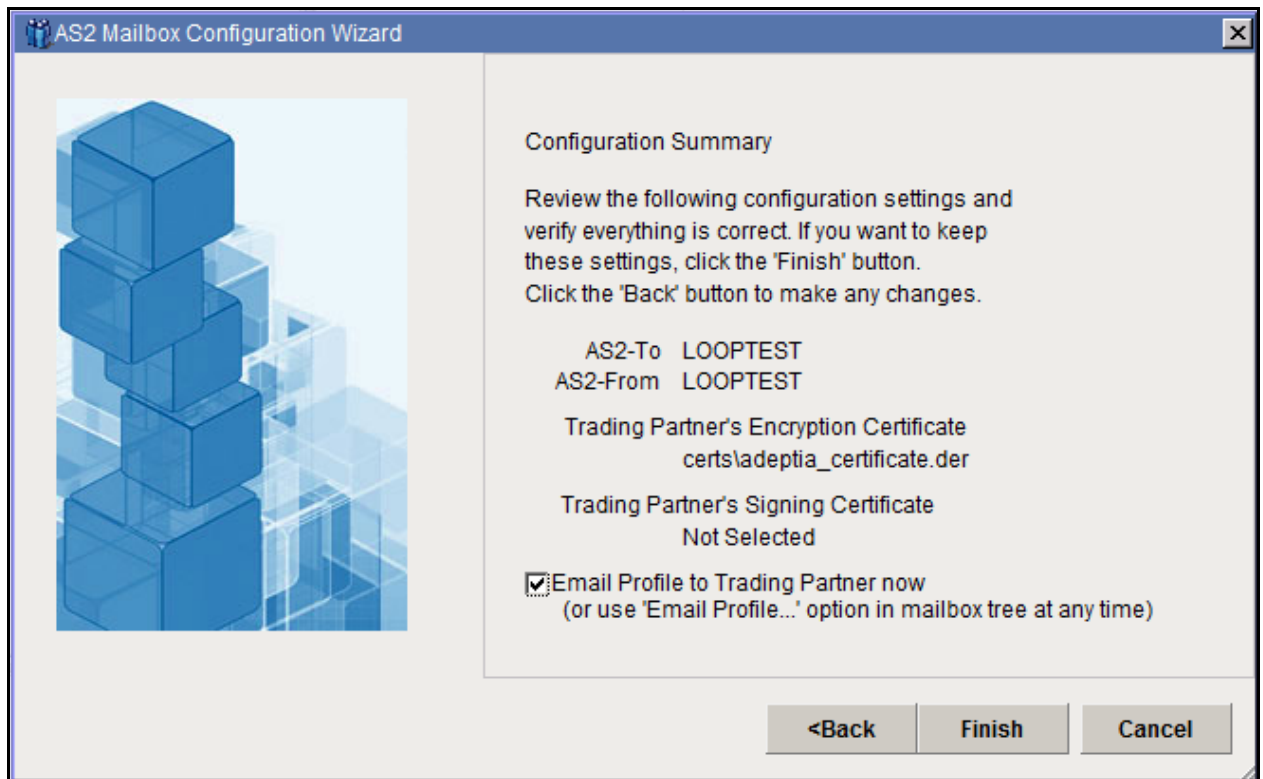 AS2 Mailbox Configuration Wizard
Configuration Summary
Review the following configuration settings and
verify everything is correct. If you want to keep
these settings, click the 'Finish' button.
Click the 'Back' button to make any changes.
AS2-To LOOPTEST
AS2-From LOOPTEST
Trading Partner's Encryption Certificate
certs\adeptia_certificate.der
Trading Partner's Signing Certificate
Not Selected
Email Profile to Trading Partner now
(or use 'Email Profile...' option in mailbox tree at any time)
<Back Finish Cancel